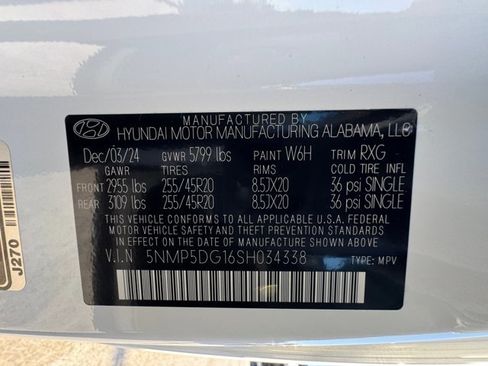 MANUFACTURED BY
HYUNDAI MOTOR MANUFACTURING ALABAMA, LLC
Dec/03/24 GVWR 5799 lbs PAINT W6H TRIM RXG
GAWR TIRES RIMS COLD TIRE INFL
FRONT 2955 lbs 255/45R20 8.5JX20 36 psi SINGLE
REAR 3109 lbs 255/45R20 8.5JX20 36 psi SINGLE
THIS VEHICLE CONFORMS TO ALL APPLICABLE U.S.A. FEDERAL
MOTOR VEHICLE SAFETY AND THEFT PREVENTION STANDARDS
IN EFFECT ON THE DATE OF MANUFACTURE SHOWN ABOVE.
V.I.N 5NMP5DG16SH034338 TYPE: MPV
J270